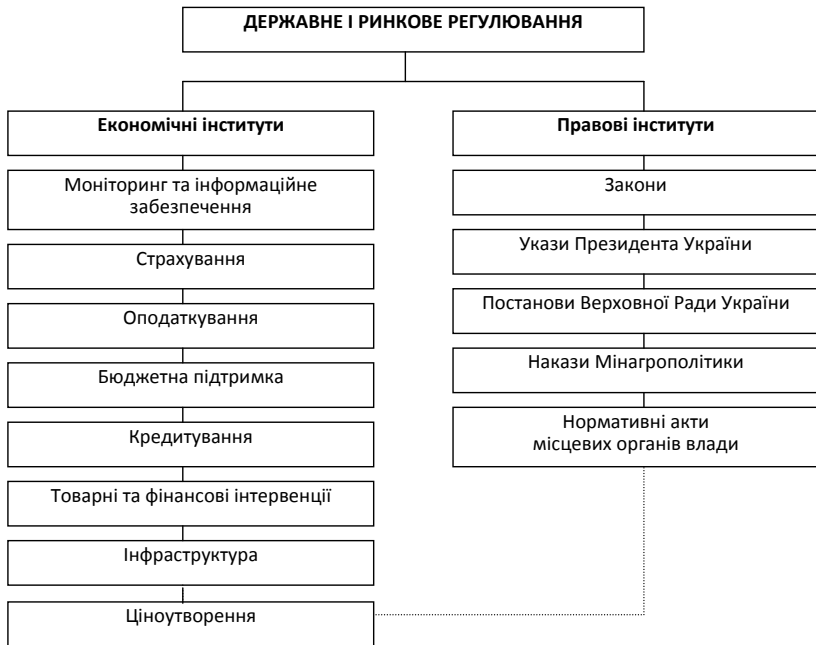 ДЕРЖАВНЕ І РИНКОВЕ РЕГУЛЮВАННЯ
Економічні інститути
Моніторинг та інформаційне
забезпечення
Страхування
Оподаткування
Бюджетна підтримка
Кредитування
Товарні та фінансові інтервенції
Інфраструктура
Ціноутворення
Правові інститути
Закони
Укази Президента України
Постанови Верховної Ради України
Накази Мінагрополітики
Нормативні акти
місцевих органів влади